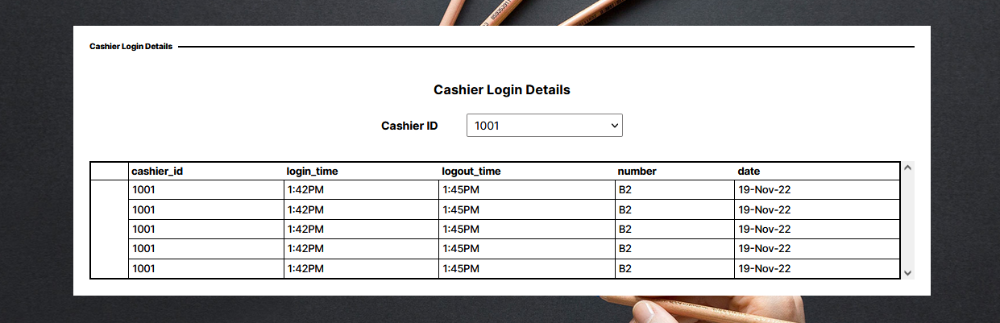 Cashier Login Details
Cashier Login Details
Cashier ID 1001
cashier_id login_time logout_time number date
1001 1:42PM 1:45PM B2 19-Nov-22
1001 1:42PM 1:45PM B2 19-Nov-22
1001 1:42PM 1:45PM B2 19-Nov-22
1001 1:42PM 1:45PM B2 19-Nov-22
1001 1:42PM 1:45PM B2 19-Nov-22